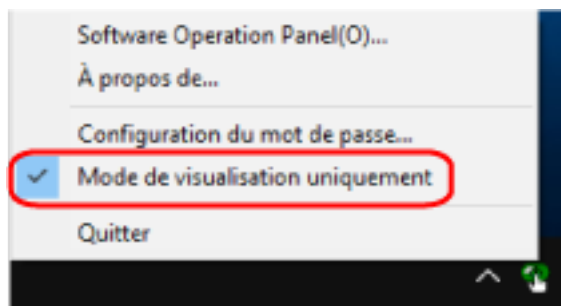 Software Operation Panel(O)...
À propos de...
Configuration du mot de passe...
Mode de visualisation uniquement
Quitter